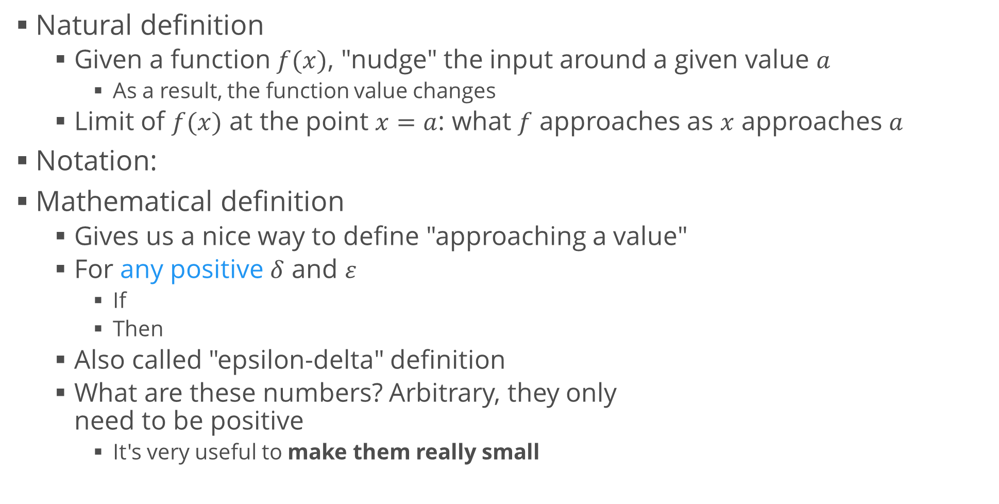 ▪ Natural definition
▪ Given a function f(x), "nudge" the input around a given value a
▪ As a result, the function value changes
▪ Limit of f(x) at the point x = a: what f approaches as x approaches a
▪ Notation:
▪ Mathematical definition
▪ Gives us a nice way to define "approaching a value"
▪ For any positive δ and ε
▪ If
▪ Then
▪ Also called "epsilon-delta" definition
▪ What are these numbers? Arbitrary, they only
need to be positive
▪ It's very useful to make them really small